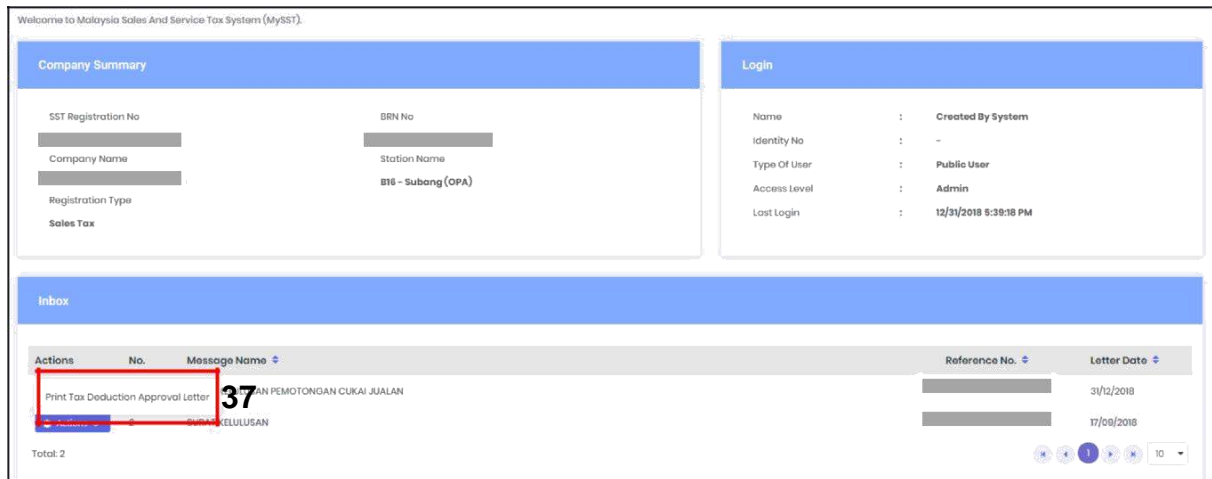 Welcome to Malaysia Sales And Service Tax System (MySST).
Company Summary
SST Registration No
BRN No
Company Name
Station Name
B16 - Subang (OPA)
Registration Type
Sales Tax
Login
Name : Created By System
Identity No : -
Type Of User : Public User
Access Level : Admin
Last Login : 12/31/2018 5:39:18 PM
Inbox
Actions No. Message Name Reference No. Letter Date
Print Tax Deduction Approval Letter 37 PEMOTONGAN CUKAI JUALAN 31/12/2018
Actions 2 SURAT KELULUSAN 17/09/2018
Total: 2
1 10